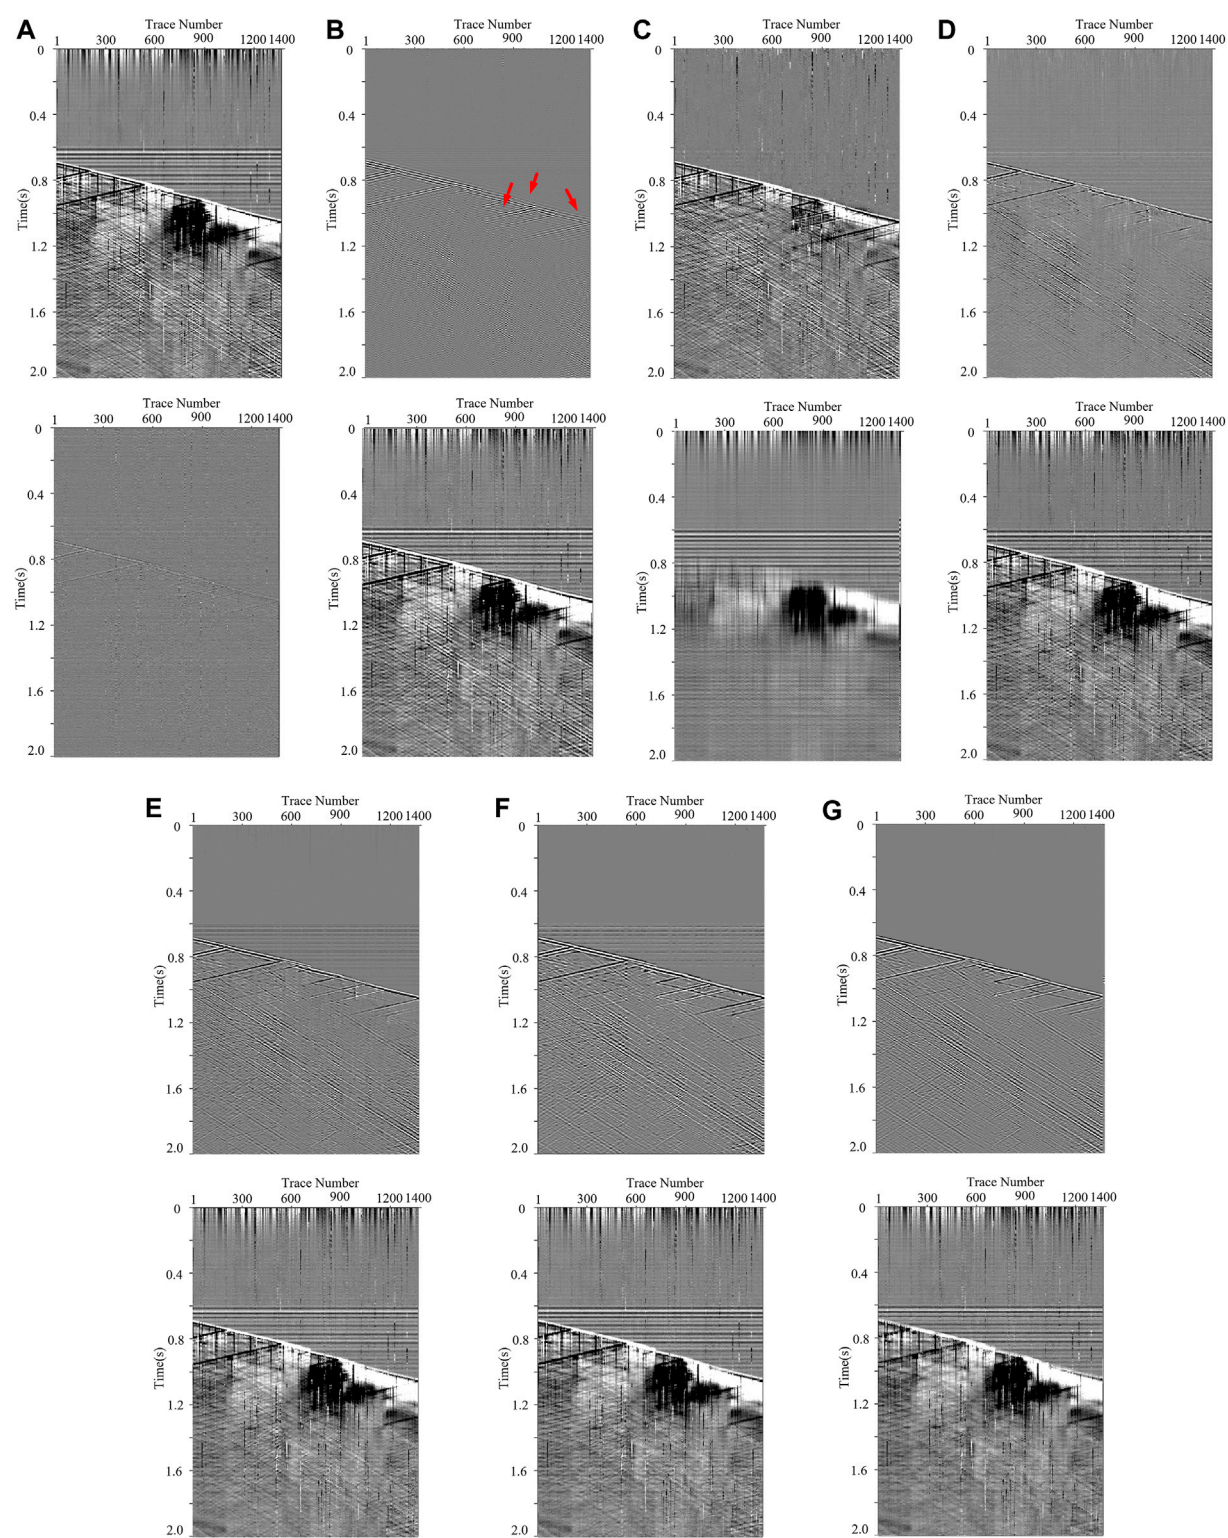 A B C D
Trace Number Trace Number Trace Number Trace Number
1 300 600 900 1200 1400 1 300 600 900 1200 1400 1 300 600 900 1200 1400 1 300 600 900 1200 1400
0 0 0 0
0.4 0.4 0.4 0.4
Time(s) Time(s) Time(s) Time(s)
0.8 0.8 0.8 0.8
1.2 1.2 1.2 1.2
1.6 1.6 1.6 1.6
2.0 2.0 2.0 2.0
Trace Number Trace Number Trace Number Trace Number
1 300 600 900 1200 1400 1 300 600 900 1200 1400 1 300 600 900 1200 1400 1 300 600 900 1200 1400
0 0 0 0
0.4 0.4 0.4 0.4
Time(s) Time(s) Time(s) Time(s)
0.8 0.8 0.8 0.8
1.2 1.2 1.2 1.2
1.6 1.6 1.6 1.6
2.0 2.0 2.0 2.0
E F G
Trace Number Trace Number Trace Number
1 300 600 900 1200 1400 1 300 600 900 1200 1400 1 300 600 900 1200 1400
0 0 0
0.4 0.4 0.4
Time(s) Time(s) Time(s)
0.8 0.8 0.8
1.2 1.2 1.2
1.6 1.6 1.6
2.0 2.0 2.0
Trace Number Trace Number Trace Number
1 300 600 900 1200 1400 1 300 600 900 1200 1400 1 300 600 900 1200 1400
0 0 0
0.4 0.4 0.4
Time(s) Time(s) Time(s)
0.8 0.8 0.8
1.2 1.2 1.2
1.6 1.6 1.6
2.0 2.0 2.0